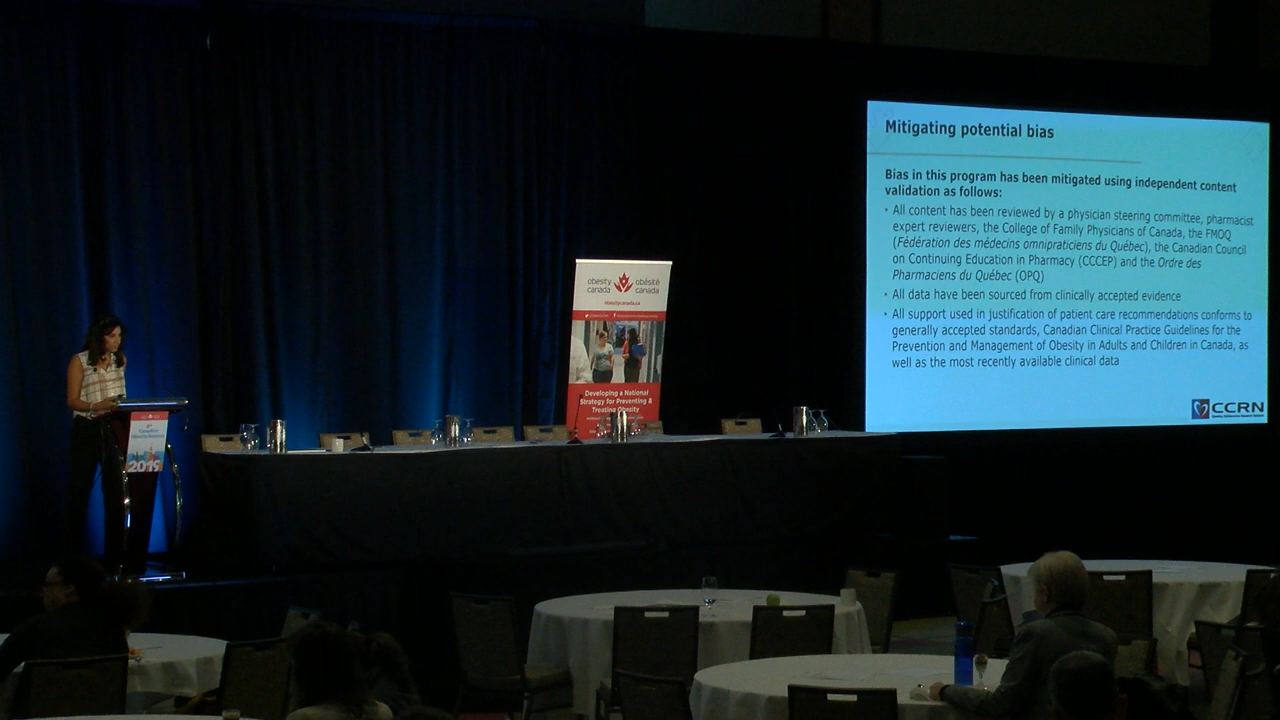 Mitigating potential bias
Bias in this program has been mitigated using independent content
validation as follows:
• All content has been reviewed by a physician steering committee, pharmacist
expert reviewers, the College of Family Physicians of Canada, the FMOQ
(Fédération des médecins omnipraticiens du Québec), the Canadian Council
on Continuing Education in Pharmacy (CCCEP) and the Ordre des
Pharmaciens du Québec (OPQ)
• All data have been sourced from clinically accepted evidence
• All support used in justification of patient care recommendations conforms to
generally accepted standards, Canadian Clinical Practice Guidelines for the
Prevention and Management of Obesity in Adults and Children in Canada, as
well as the most recently available clinical data
CCRN
obesity canada
obésité canada
obesitycanada.ca
Developing a National
Strategy for Preventing &
Treating Obesity
Canadian
2019